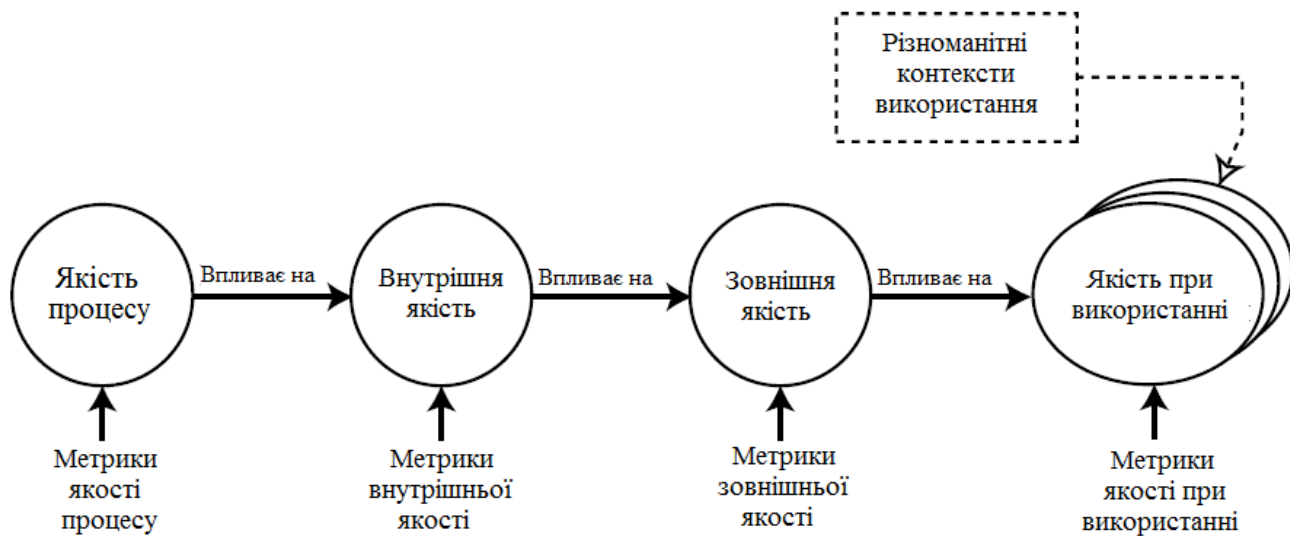 Різноманітні
контексти
використання
Якість
процесу
Впливає на
Внутрішня
якість
Впливає на
Зовнішня
якість
Впливає на
Якість при
використанні
Метрики
якості
процесу
Метрики
внутрішньої
якості
Метрики
зовнішньої
якості
Метрики
якості при
використанні